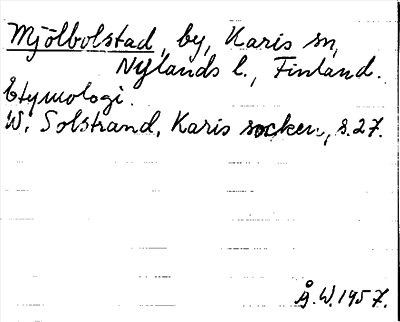 Mjölbolstad, by, Karis sn,
Nylands l., Finland.
Etymologi.
W. Solstrand, Karis socken, s. 27.
Å. W. 1957.